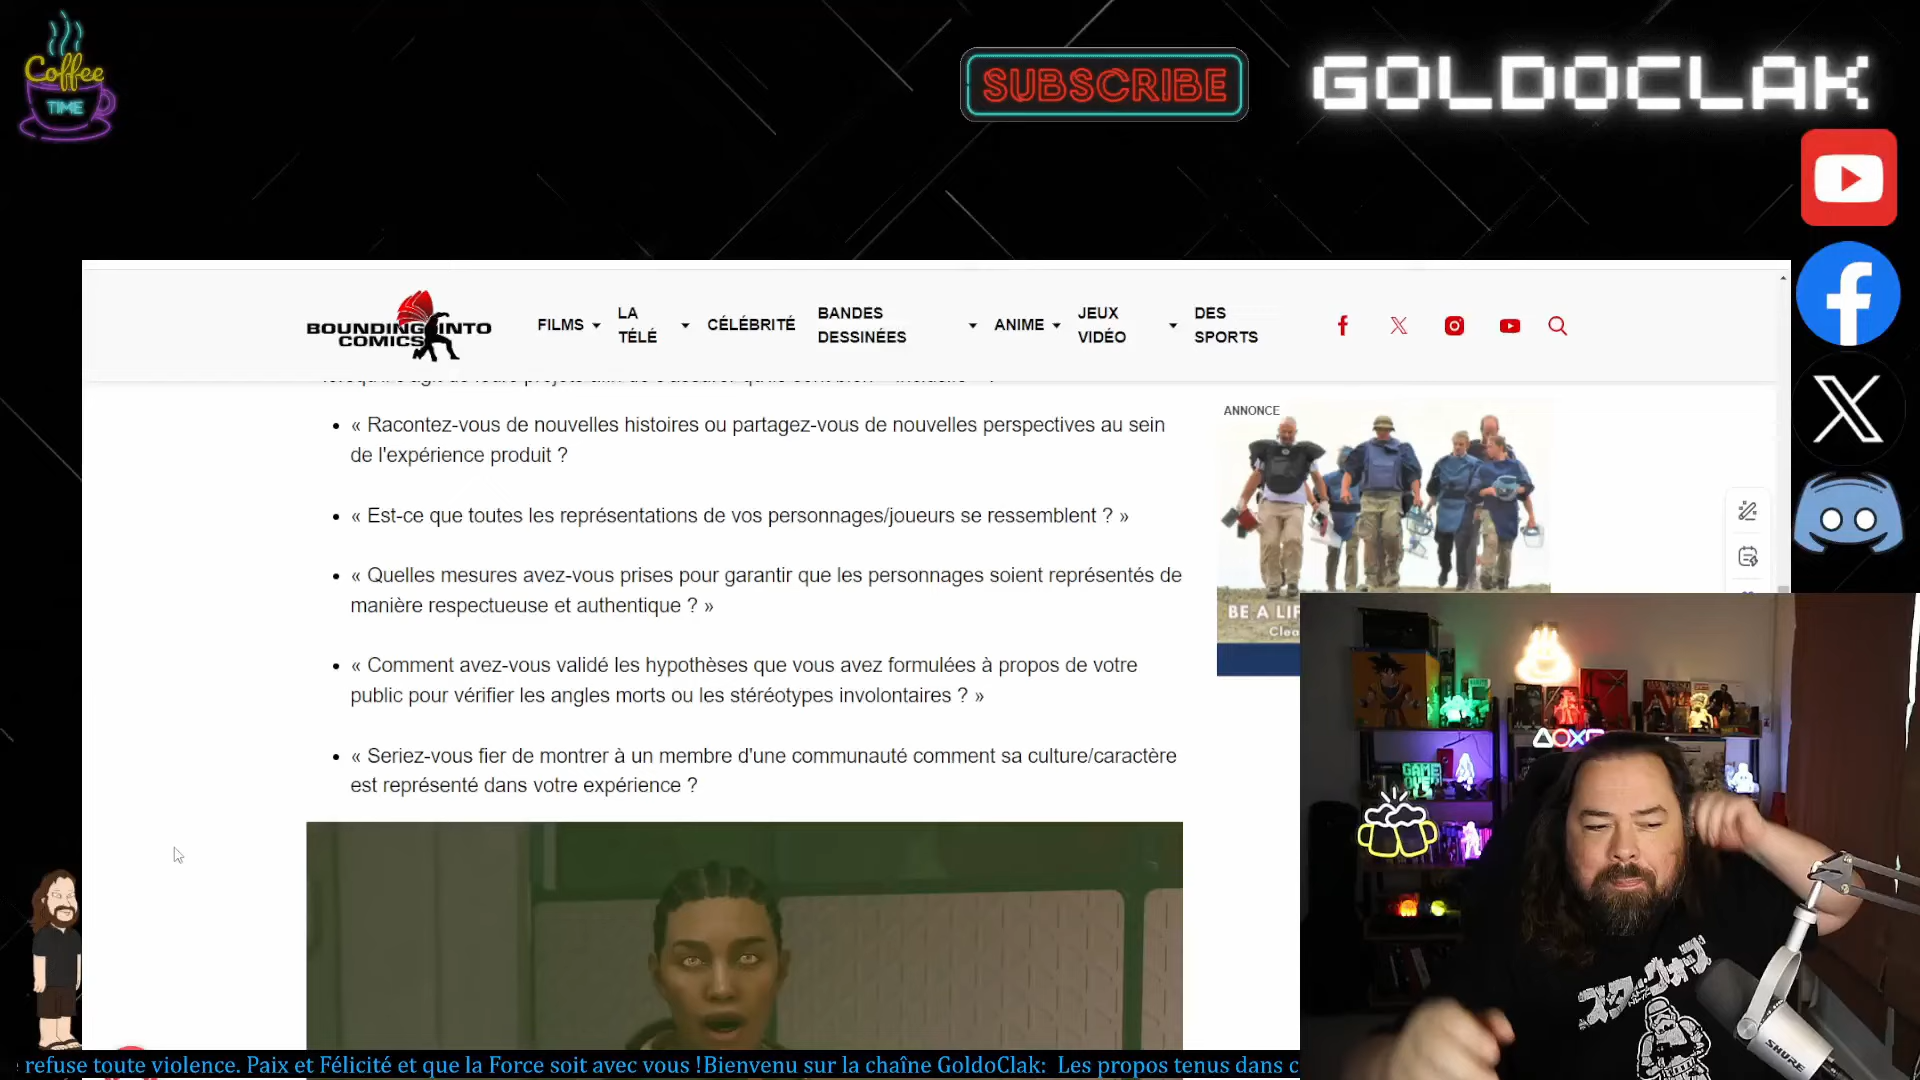 Coffee
TIME
SUBSCRIBE
GOLDOCLAK
BOUNDING INTO
COMICS
FILMS
LA
TÉLÉ
CÉLÉBRITÉ
BANDES
DESSINÉES
ANIME
JEUX
VIDÉO
DES
SPORTS
• « Racontez-vous de nouvelles histoires ou partagez-vous de nouvelles perspectives au sein
de l'expérience produit ?
• « Est-ce que toutes les représentations de vos personnages/joueurs se ressemblent ? »
• « Quelles mesures avez-vous prises pour garantir que les personnages soient représentés de
manière respectueuse et authentique ? »
• « Comment avez-vous validé les hypothèses que vous avez formulées à propos de votre
public pour vérifier les angles morts ou les stéréotypes involontaires ? »
• « Seriez-vous fier de montrer à un membre d'une communauté comment sa culture/caractère
est représenté dans votre expérience ?
ANNONCE
BE A
GAME
OVER
SHURE
refuse toute violence. Paix et Félicité et que la Force soit avec vous !Bienvenu sur la chaîne GoldoClak: Les propos tenus dans